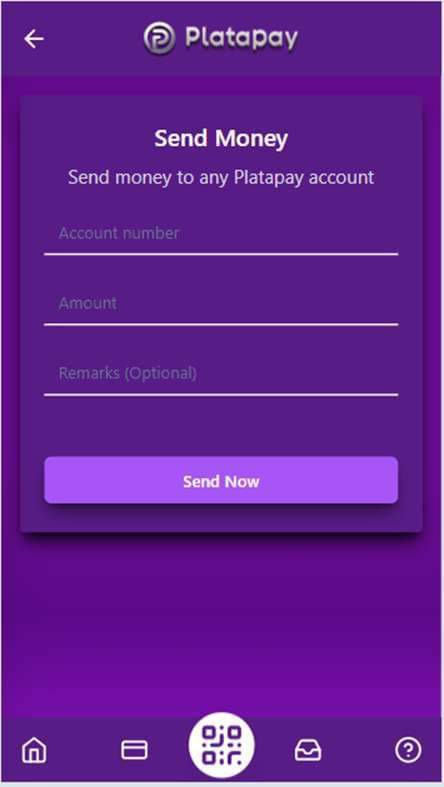 Platapay
Send Money
Send money to any Platapay account
Account number
Amount
Remarks (Optional)
Send Now